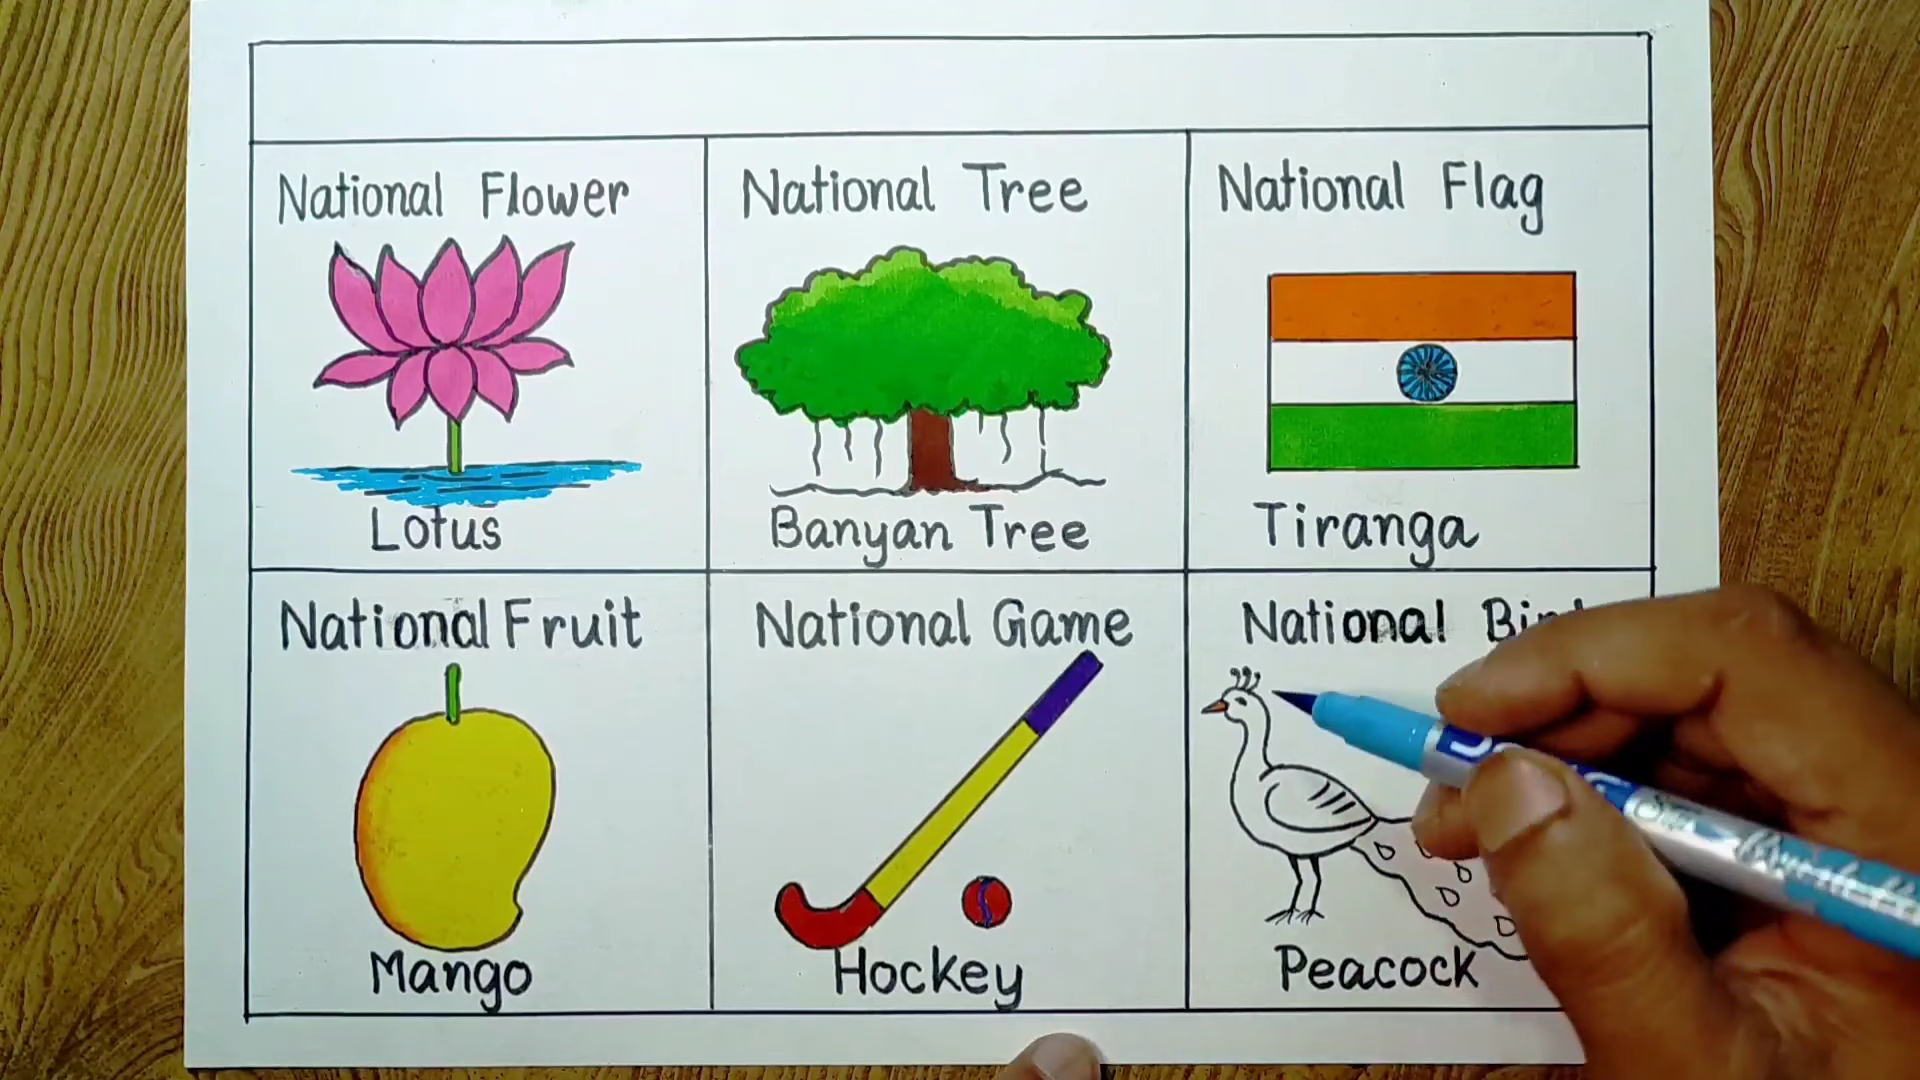 National Flower
Lotus
National Tree
Banyan Tree
National Flag
Tiranga
National Fruit
Mango
National Game
Hockey
National
Peacock